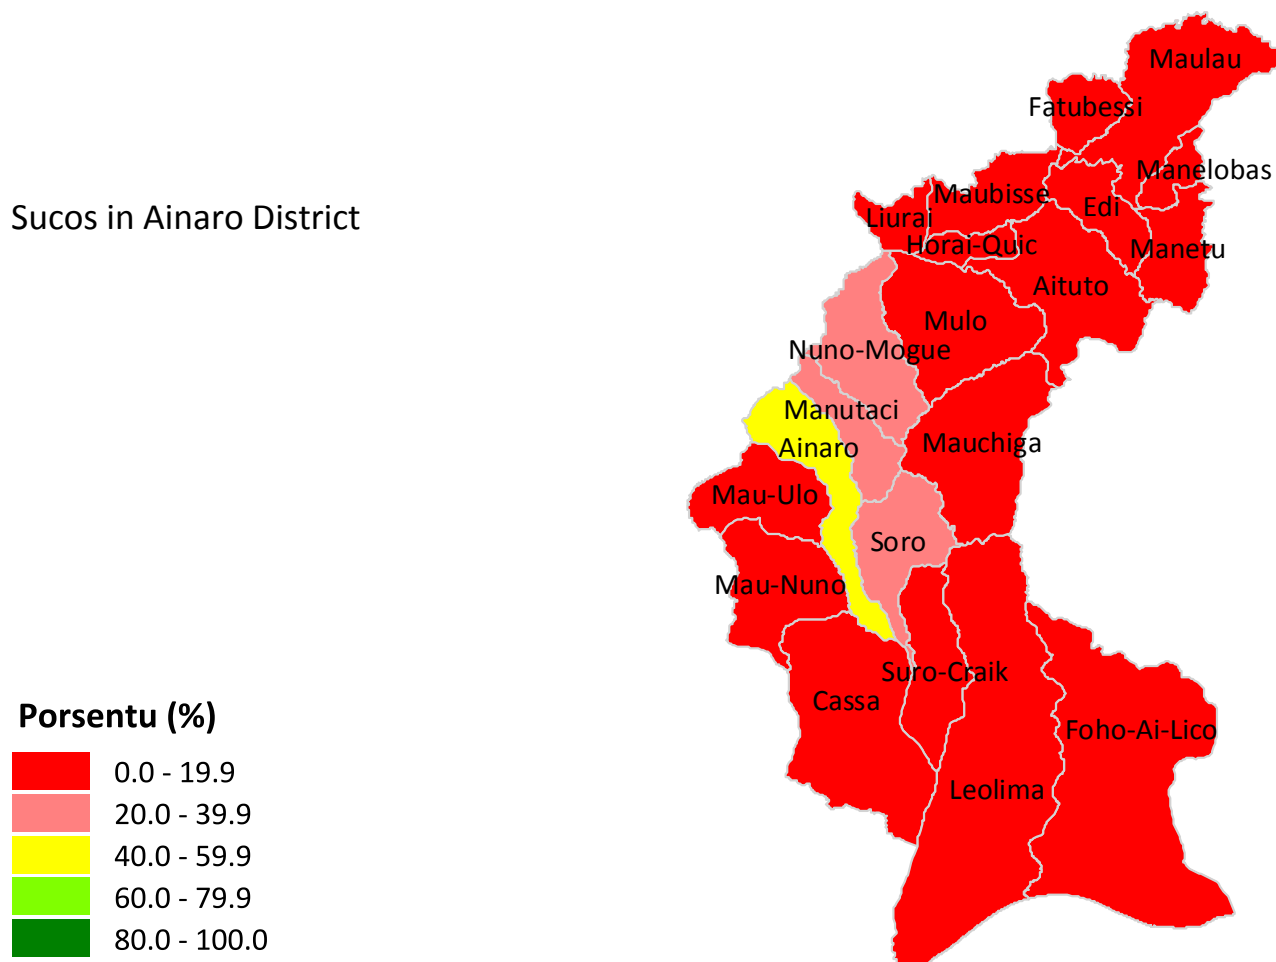 Maulau
Fatubessi
Manelobas
Maubisse
Edi
Sucos in Ainaro District
Liurai
Horai-Quic
Manetu
Aituto
Mulo
Nuno-Mogue
Manutaci
Ainaro
Mauchiga
Mau-Ulo
Soro
Mau-Nuno
Suro-Craik
Cassa
Foho-Ai-Lico
Leolima
Porsentu (%)
0.0 - 19.9
20.0 - 39.9
40.0 - 59.9
60.0 - 79.9
80.0 - 100.0